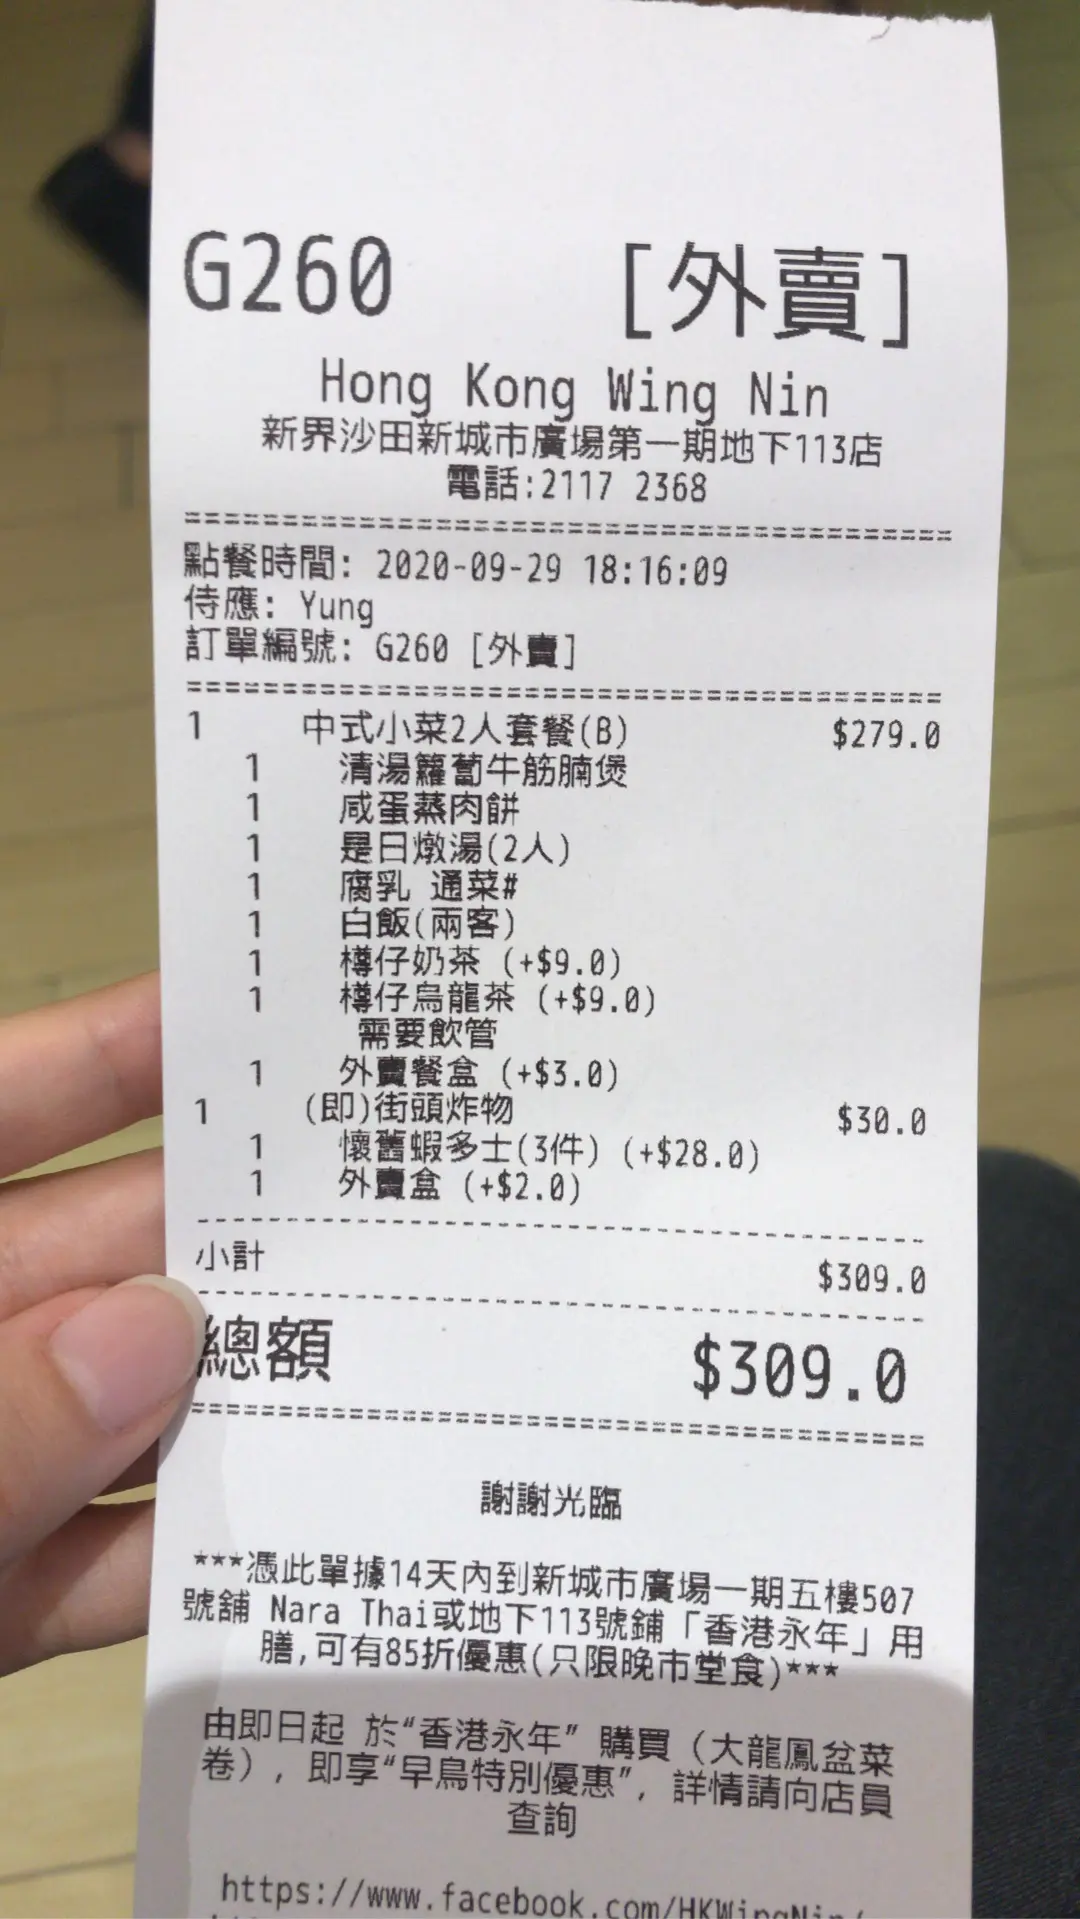 G260 [外賣]
Hong Kong Wing Nin
新界沙田新城市廣場第一期地下113店
電話:2117 2368
點餐時間: 2020-09-29 18:16:09
侍應: Yung
訂單編號: G260 [外賣]
1 中式小菜2人套餐(B) $279.0
1 清湯蘿蔔牛筋腩煲
1 咸蛋蒸肉餅
1 是日燉湯(2人)
1 腐乳 通菜#
1 白飯(兩客)
1 樽仔奶茶 (+$9.0)
1 樽仔烏龍茶 (+$9.0)
需要飲管
1 外賣餐盒 (+$3.0)
1 (即)街頭炸物 $30.0
1 懷舊蝦多士(3件) (+$28.0)
1 外賣盒 (+$2.0)
小計 $309.0
總額 $309.0
謝謝光臨
***憑此單據14天內到新城市廣場一期五樓507
號舖 Nara Thai或地下113號鋪「香港永年」用
膳,可有85折優惠(只限晚市堂食)***
由即日起 於“香港永年” 購買（大龍鳳盆菜
卷）, 即享“早鳥特別優惠”, 詳情請向店員
查詢
https://www.facebook.com/HKWingNin/